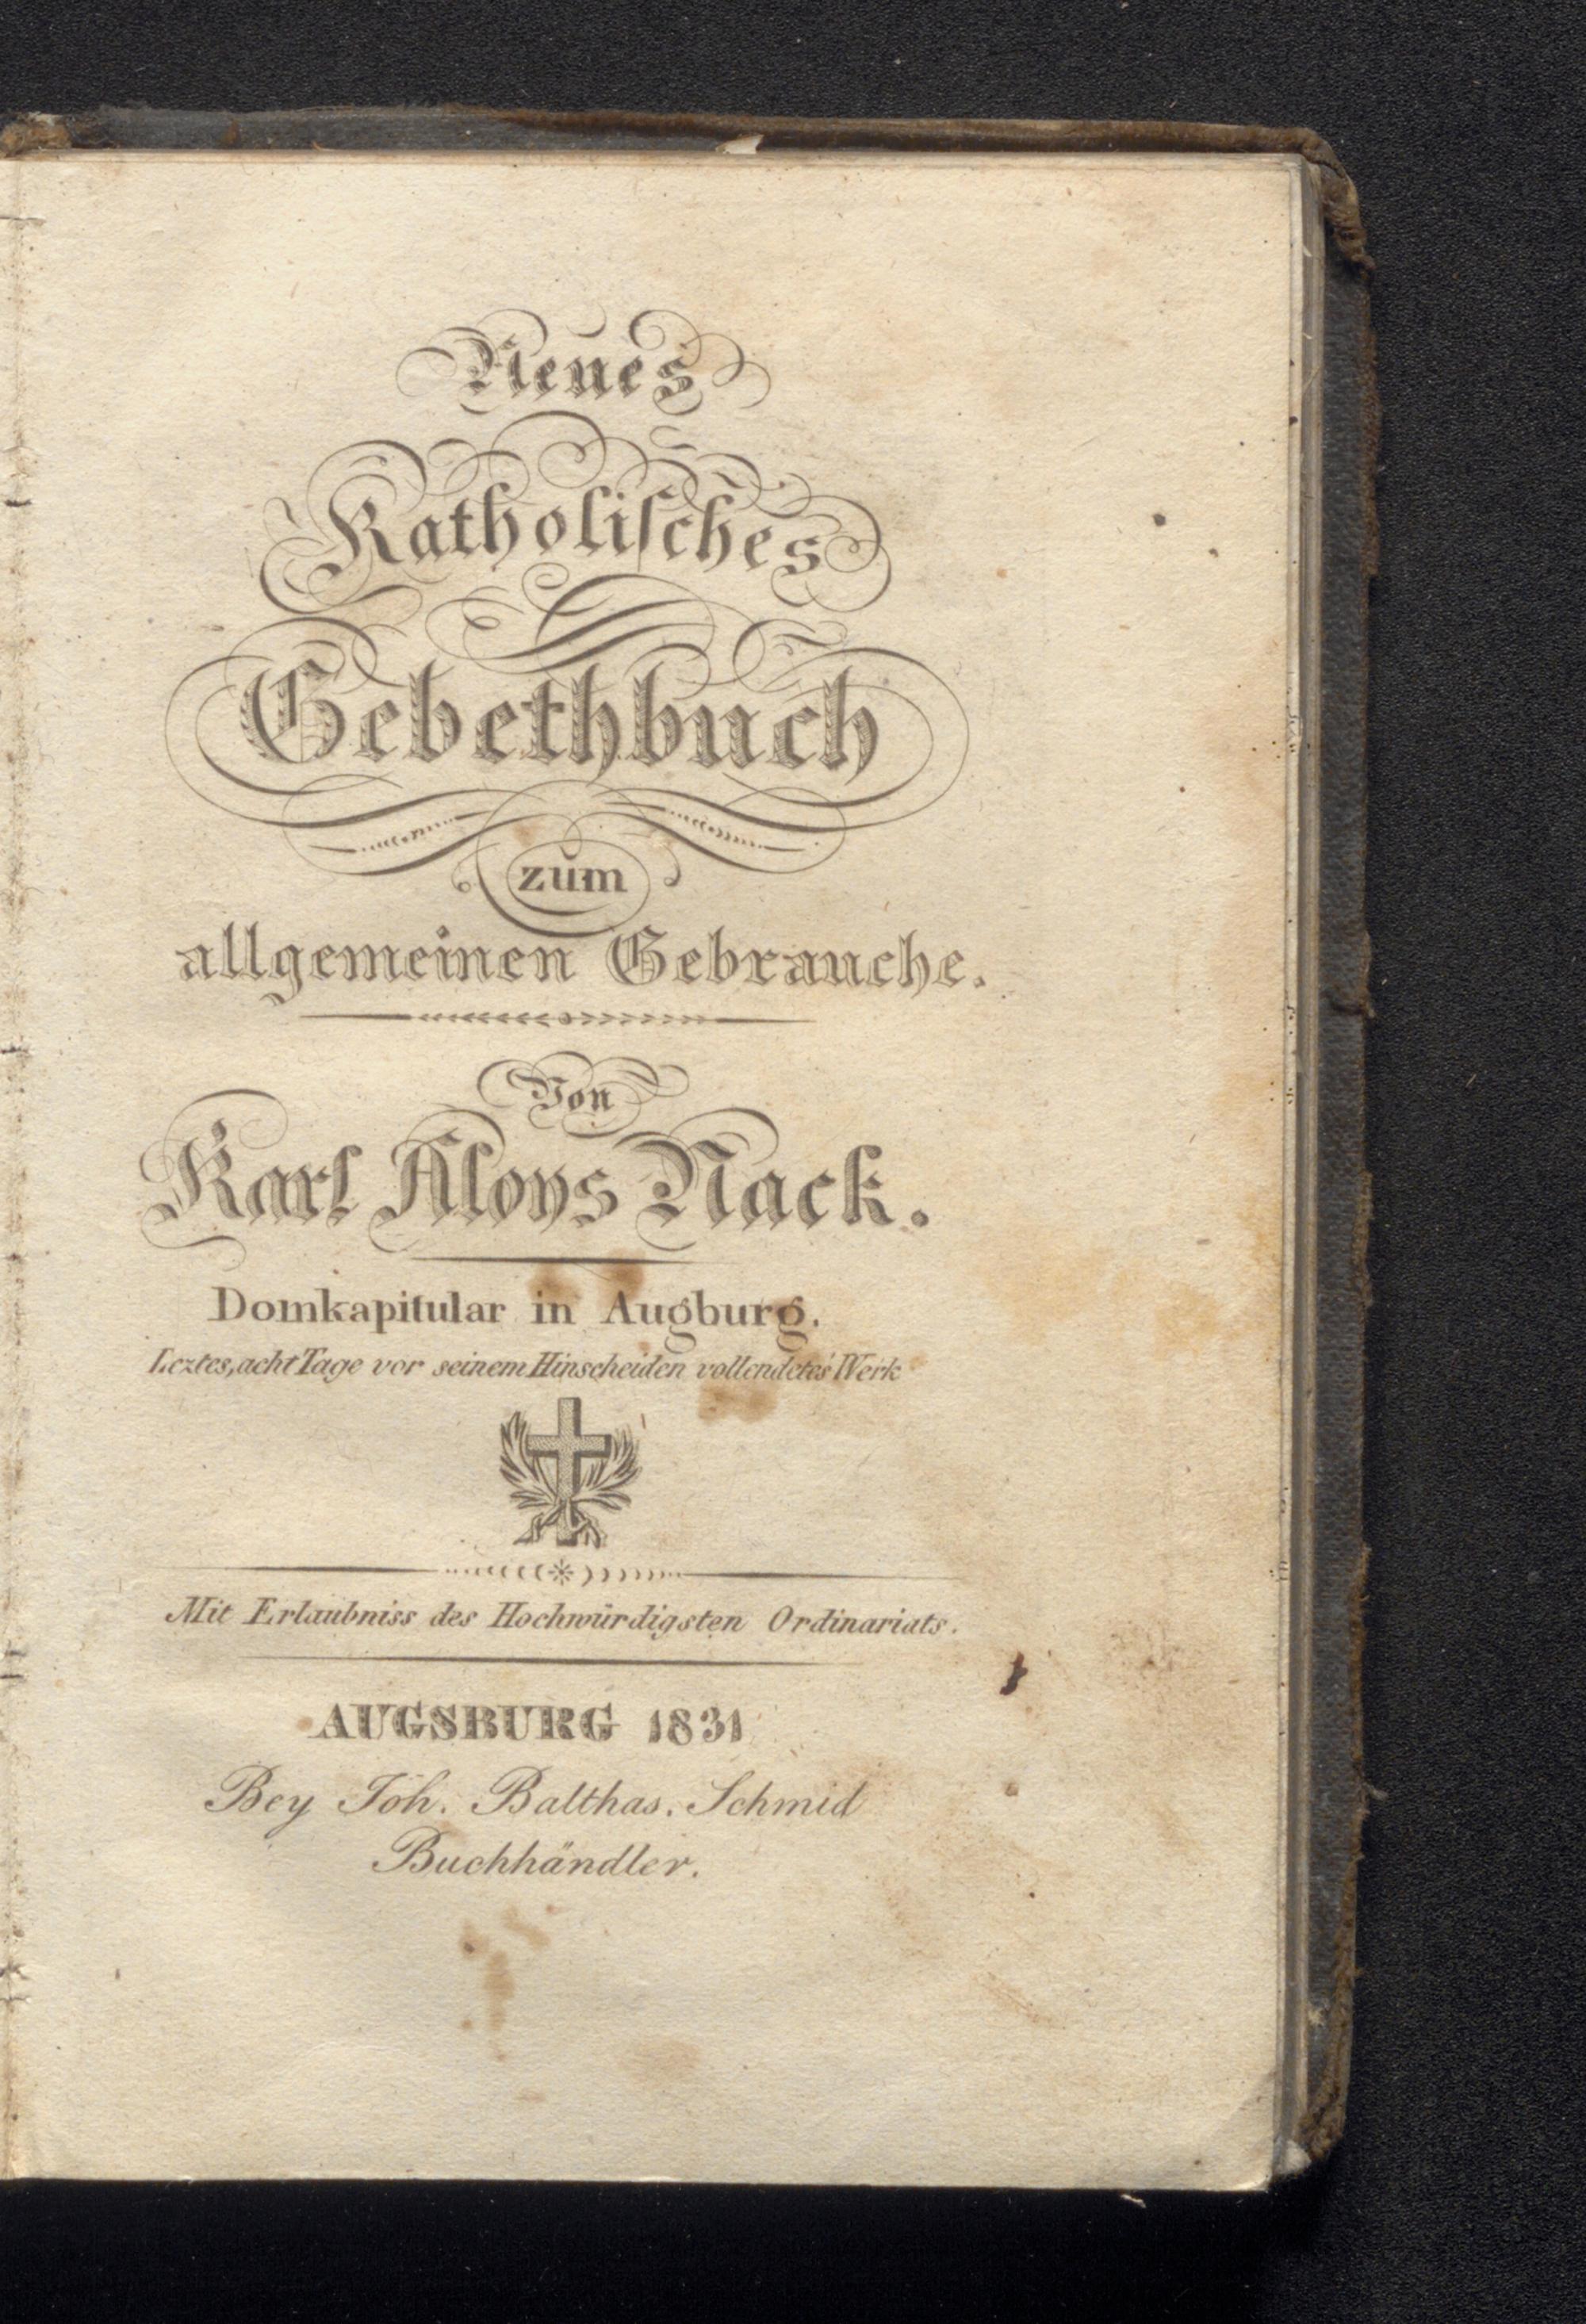 Neues
Katholiſches
Gebethbuch
zum
allgemeinen Gebrauche.
Von
Karl Aloys Nack.
Domkapitular in Augburg.
Leztes, acht Tage vor seinem Hinscheiden vollendetes Werk
Mit Erlaubniss des Hochwürdigsten Ordinariats.
AUGSBURG 1831
Bey Joh. Balthas. Schmid
Buchhändler.